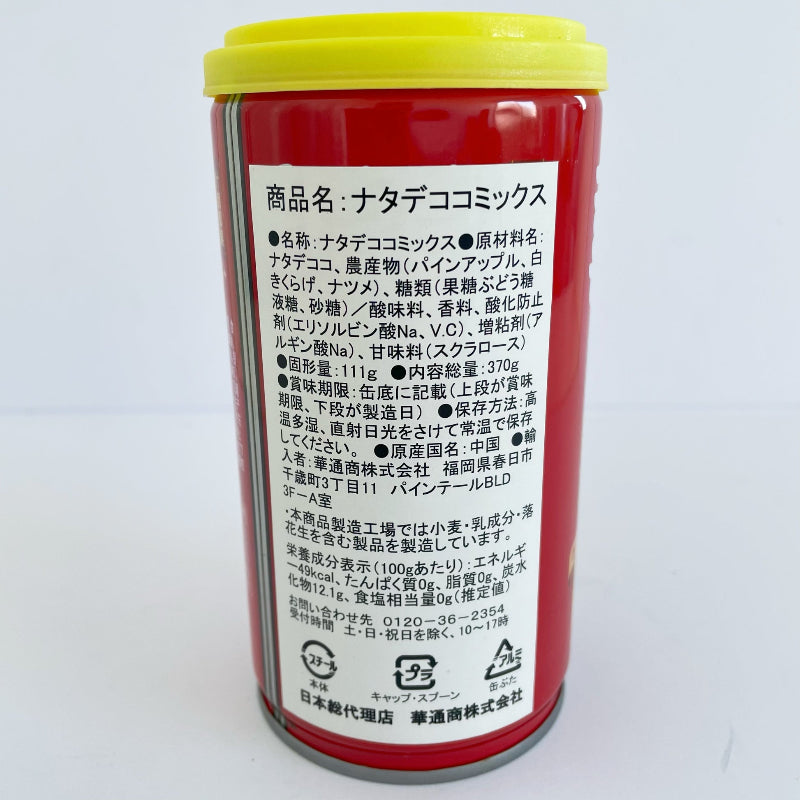 商品名：ナタデココミックス
●名称：ナタデココミックス●原材料名：
ナタデココ、農産物（パインアップル、白
きくらげ、ナツメ）、糖類（果糖ぶどう糖
液糖、砂糖）／酸味料、香料、酸化防止
剤（エリソルビン酸Na、V.C）、増粘剤（ア
ルギン酸Na）、甘味料（スクラロース）
●固形量：111g ●内容総量：370g
●賞味期限：缶底に記載（上段が賞味
期限、下段が製造日） ●保存方法：高
温多湿、直射日光をさけて常温で保存
してください。 ●原産国名：中国 ●輸
入者：華通商株式会社 福岡県春日市
千歳町3丁目11 パインテールBLD
3F－A室
・本商品製造工場では小麦・乳成分・落
花生を含む製品を製造しています。
栄養成分表示（100gあたり）：エネルギ
ー49kcal、たんぱく質0g、脂質0g、炭水
化物12.1g、食塩相当量0g（推定値）
お問い合わせ先 0120-36-2354
受付時間 土・日・祝日を除く、10～17時
スチール プラ アルミ
本体 キャップ・スプーン 缶ぶた
日本総代理店 華通商株式会社